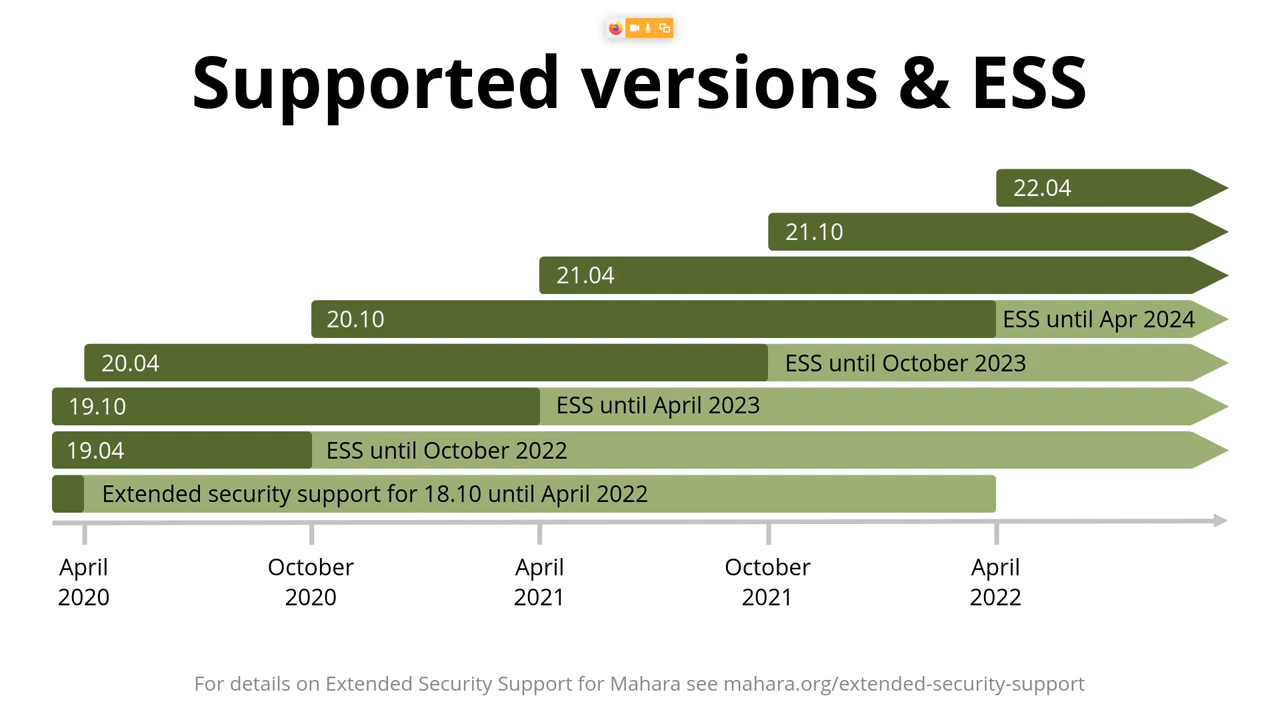 Supported versions & ESS
22.04
21.10
21.04
20.10 ESS until Apr 2024
20.04 ESS until October 2023
19.10 ESS until April 2023
19.04 ESS until October 2022
Extended security support for 18.10 until April 2022
April October April October April
2020 2020 2021 2021 2022
For details on Extended Security Support for Mahara see mahara.org/extended-security-support